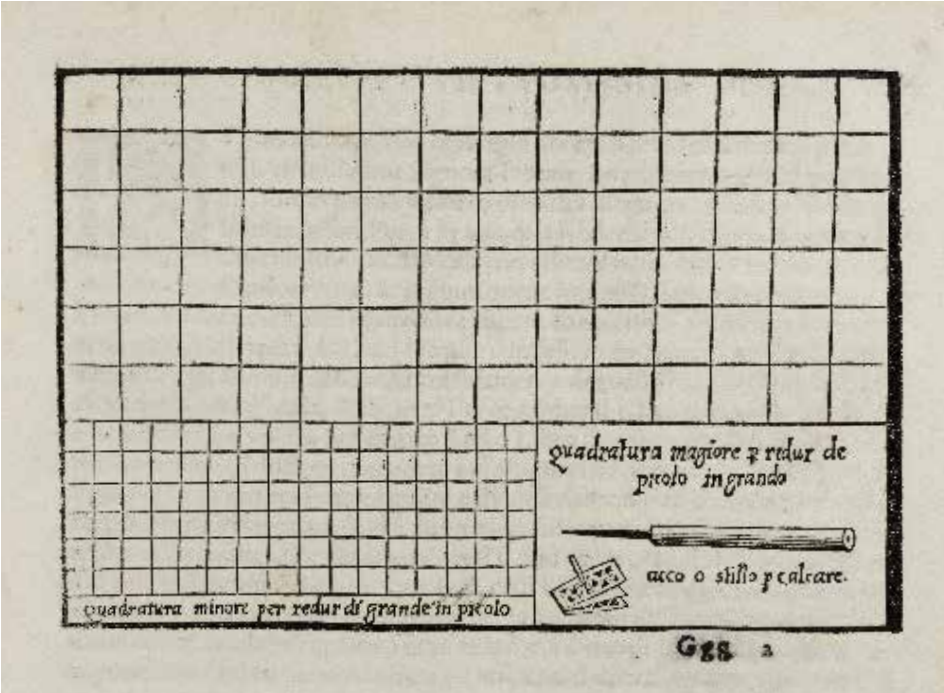 quadratura magiore ꝑ redur de
picolo in grando
acco o stillo p calcare.
quadratura minore per redur di grande in picolo
Ggg 2